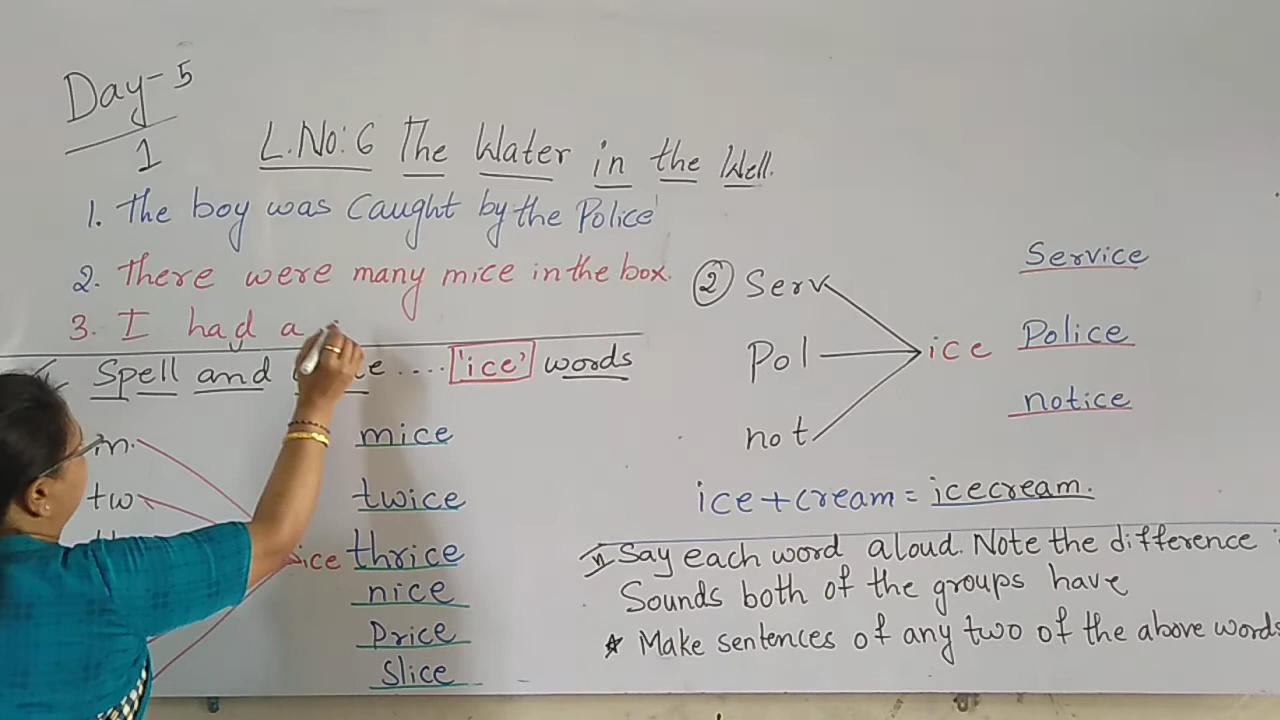 Day-5
1
L.No:6 The Water in the Well.
1. The boy was caught by the Police
2. There were many mice in the box.
3. I had a
Spell and .... 'ice' words
m
tw
ice
mice
twice
thrice
nice
Price
Slice
② Serv
Pol
not
ice
Service
Police
notice
ice + cream = icecream.
Say each word aloud. Note the difference
Sounds both of the groups have
* Make sentences of any two of the above words